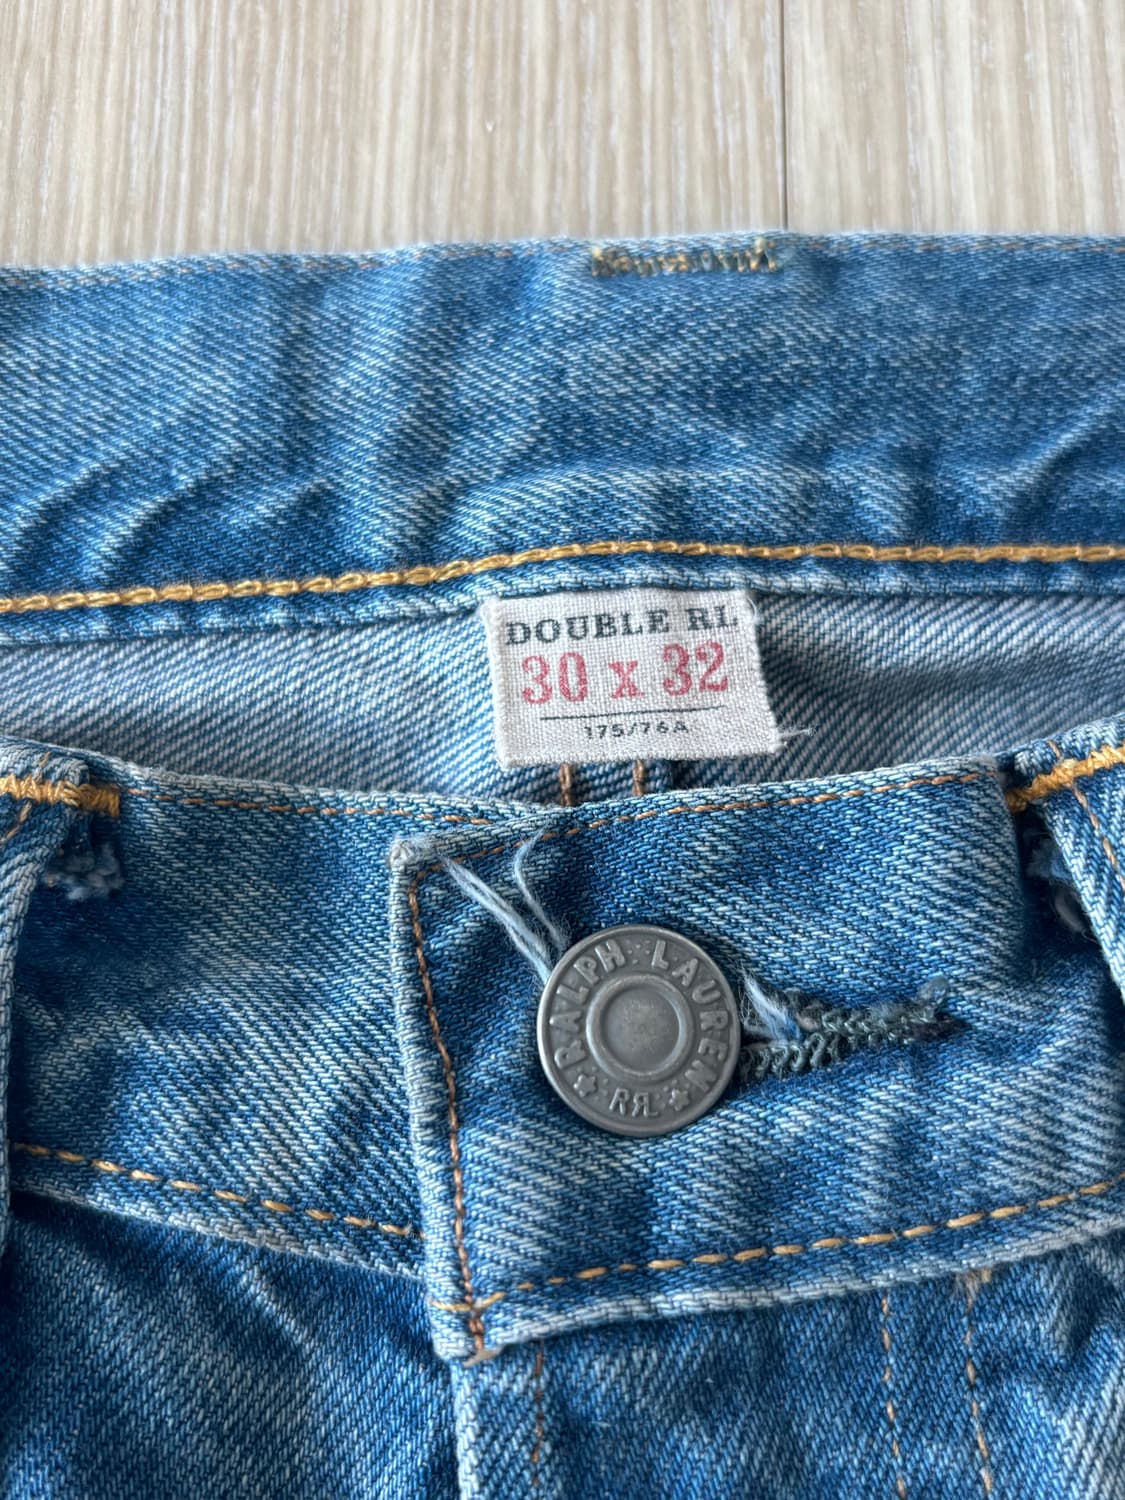 DOUBLE RL
30 x 32
175/76A
RALPH LAUREN
RRL